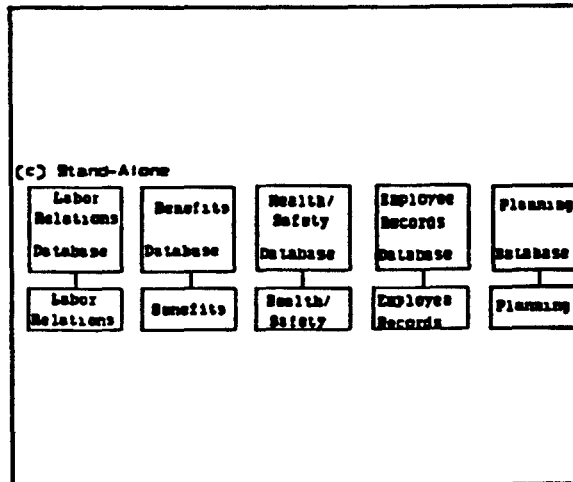 (c) Stand-Alone
Labor
Relations
Database
Benefits
Database
Health/
Safety
Database
Employee
Records
Database
Planning
Database
Labor
Relations
Benefits
Health/
Safety
Employee
Records
Planning